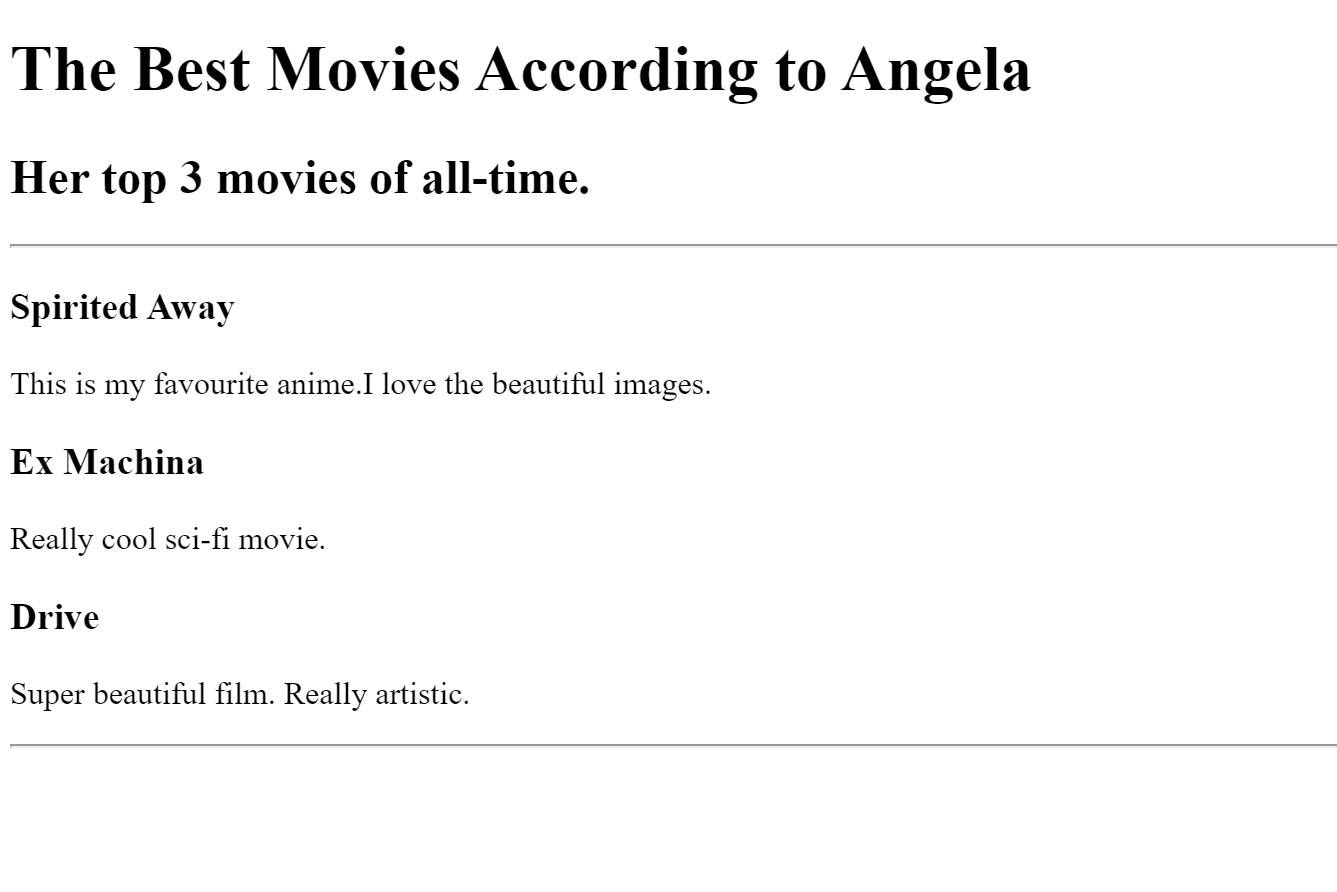 The Best Movies According to Angela
Her top 3 movies of all-time.
Spirited Away
This is my favourite anime.I love the beautiful images.
Ex Machina
Really cool sci-fi movie.
Drive
Super beautiful film. Really artistic.